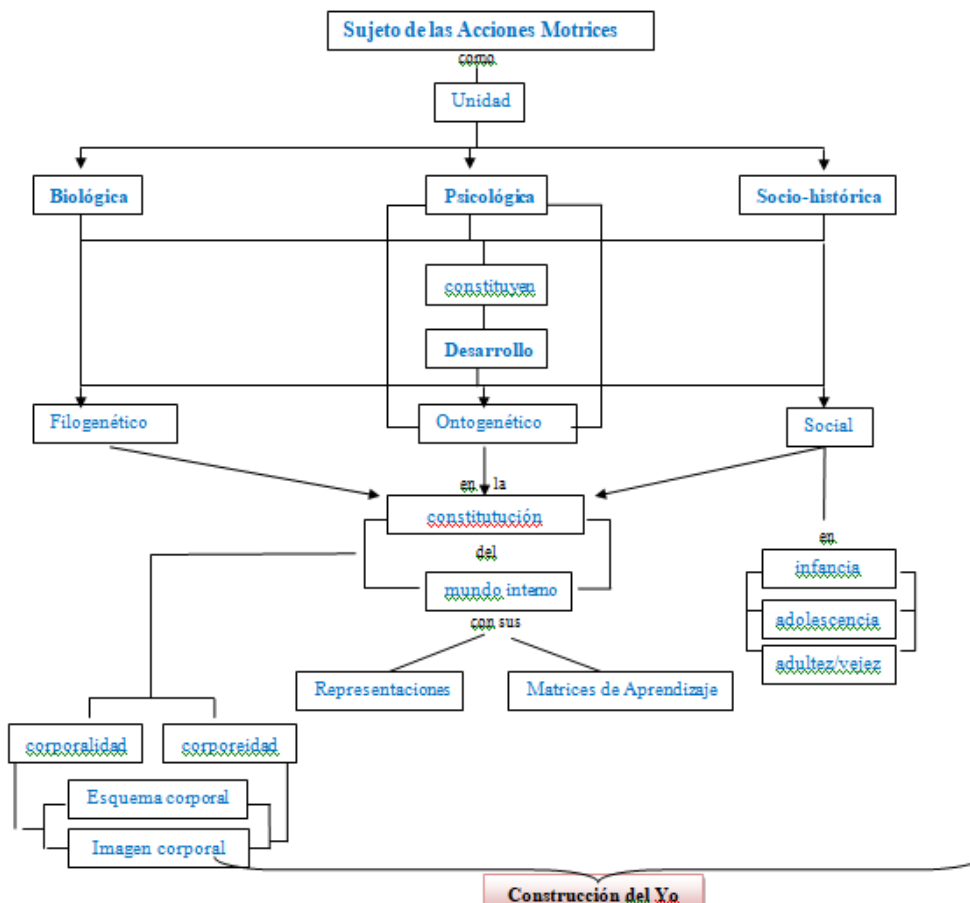 Sujeto de las Acciones Motrices
como
Unidad
Biológica
Psicológica
Socio-histórica
constituyen
Desarrollo
Filogenético
Ontogenético
Social
en la
constitutución
del
mundo interno
con sus
en
infancia
adolescencia
adultez/vejez
Representaciones
Matrices de Aprendizaje
corporalidad
corporeidad
Esquema corporal
Imagen corporal
Construcción del Yo